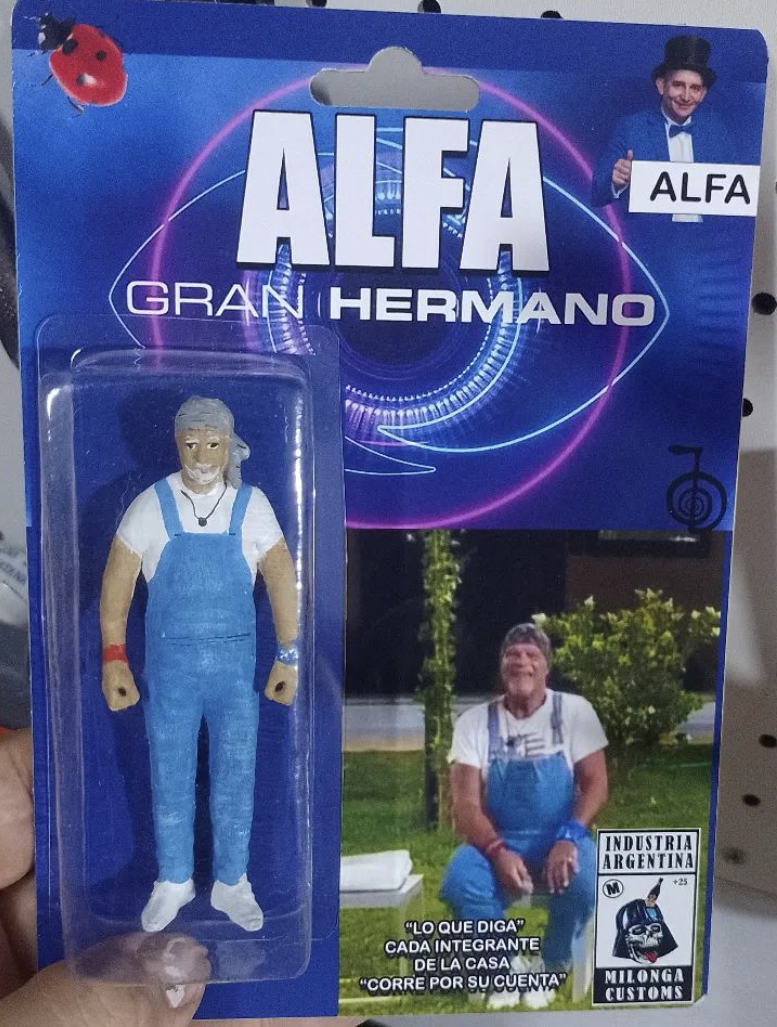 ALFA
ALFA
GRAN HERMANO
INDUSTRIA
ARGENTINA
M
+25
MILONGA
CUSTOMS
"LO QUE DIGA"
CADA INTEGRANTE
DE LA CASA
"CORRE POR SU CUENTA"